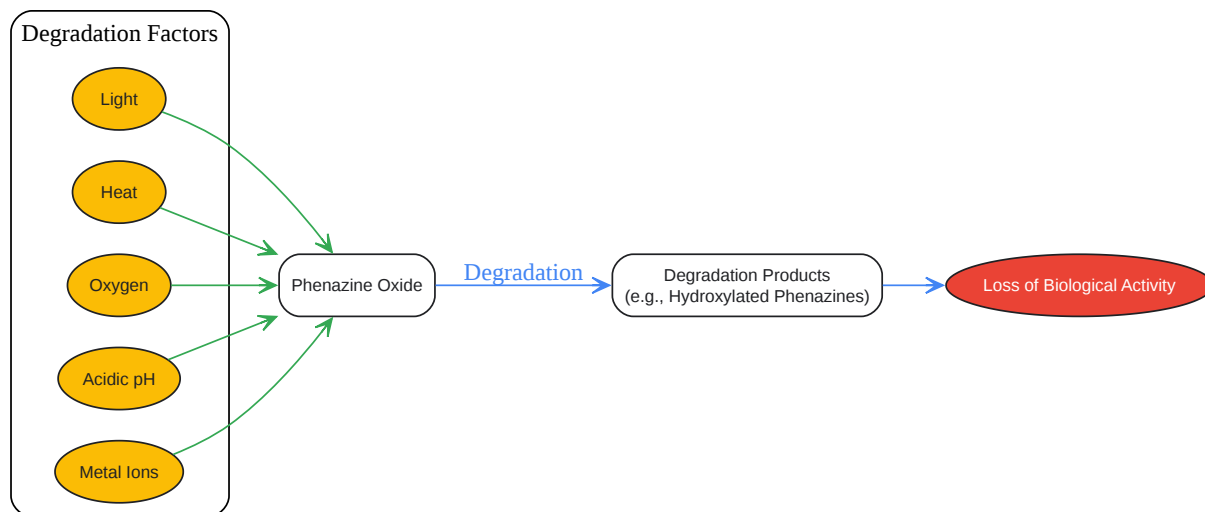 Degradation Factors
Light
Heat
Oxygen
Acidic pH
Metal Ions
Phenazine Oxide
Degradation
Degradation Products
(e.g., Hydroxylated Phenazines)
Loss of Biological Activity